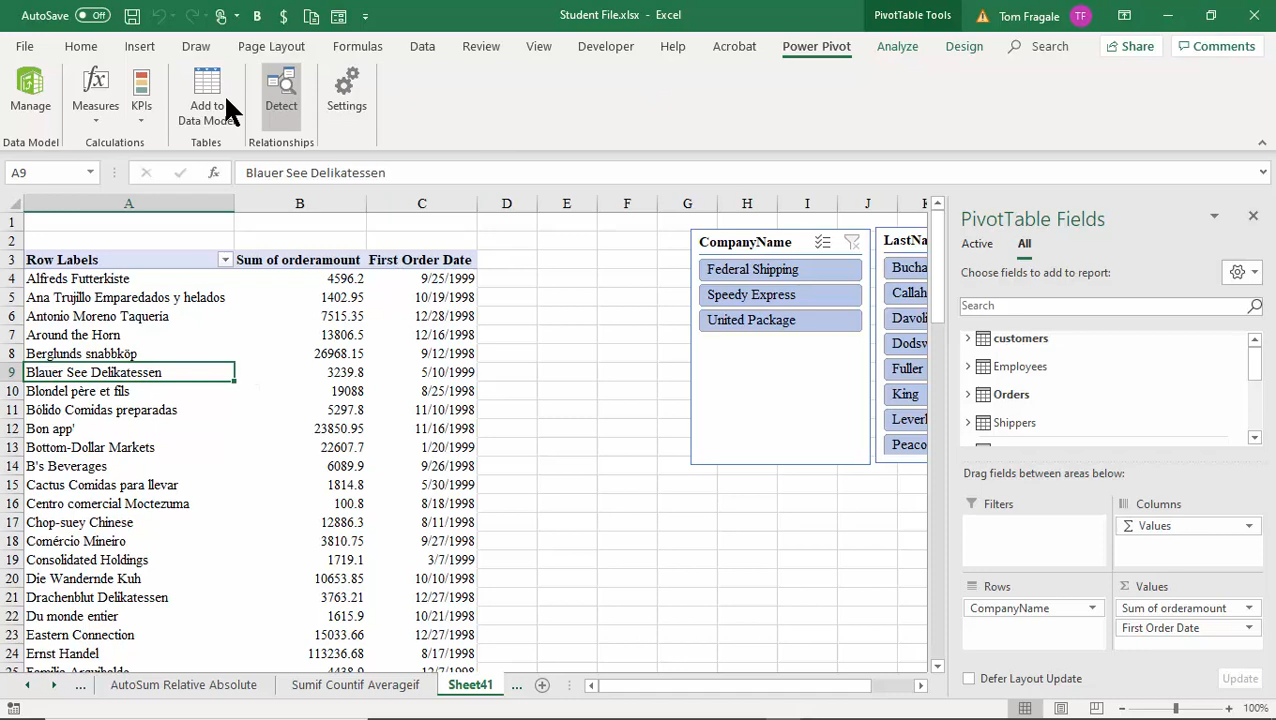 AutoSave Off
Student File.xlsx - Excel
PivotTable Tools
Tom Fragale TF
File Home Insert Draw Page Layout Formulas Data Review View Developer Help Acrobat Power Pivot Analyze Design Search Share Comments
Manage Measures KPIs Add to Data Model Detect Settings
Data Model Calculations Tables Relationships
A9 fx Blauer See Delikatessen
A B C D E F G H I J
1
2
3 Row Labels Sum of orderamount First Order Date
4 Alfreds Futterkiste 4596.2 9/25/1999
5 Ana Trujillo Emparedados y helados 1402.95 10/19/1998
6 Antonio Moreno Taquería 7515.35 12/28/1998
7 Around the Horn 13806.5 12/16/1998
8 Berglunds snabbköp 26968.15 9/12/1998
9 Blauer See Delikatessen 3239.8 5/10/1999
10 Blondel père et fils 19088 8/25/1998
11 Bólido Comidas preparadas 5297.8 11/10/1998
12 Bon app' 23850.95 11/16/1998
13 Bottom-Dollar Markets 22607.7 1/20/1999
14 B's Beverages 6089.9 9/26/1998
15 Cactus Comidas para llevar 1814.8 5/30/1999
16 Centro comercial Moctezuma 100.8 8/18/1998
17 Chop-suey Chinese 12886.3 8/11/1998
18 Comércio Mineiro 3810.75 9/27/1998
19 Consolidated Holdings 1719.1 3/7/1999
20 Die Wandernde Kuh 10653.85 10/10/1998
21 Drachenblut Delikatessen 3763.21 12/27/1998
22 Du monde entier 1615.9 10/21/1998
23 Eastern Connection 15033.66 12/27/1998
24 Ernst Handel 113236.68 8/17/1998
CompanyName
Federal Shipping
Speedy Express
United Package
LastNa
Bucha
Callah
Davoli
Dodsw
Fuller
King
Leverl
Peaco
PivotTable Fields
Active All
Choose fields to add to report:
Search
customers
Employees
Orders
Shippers
Drag fields between areas below:
Filters
Columns
Σ Values
Rows
CompanyName
Σ Values
Sum of orderamount
First Order Date
Defer Layout Update
Update
... AutoSum Relative Absolute Sumif Countif Averageif Sheet41 ...
100%